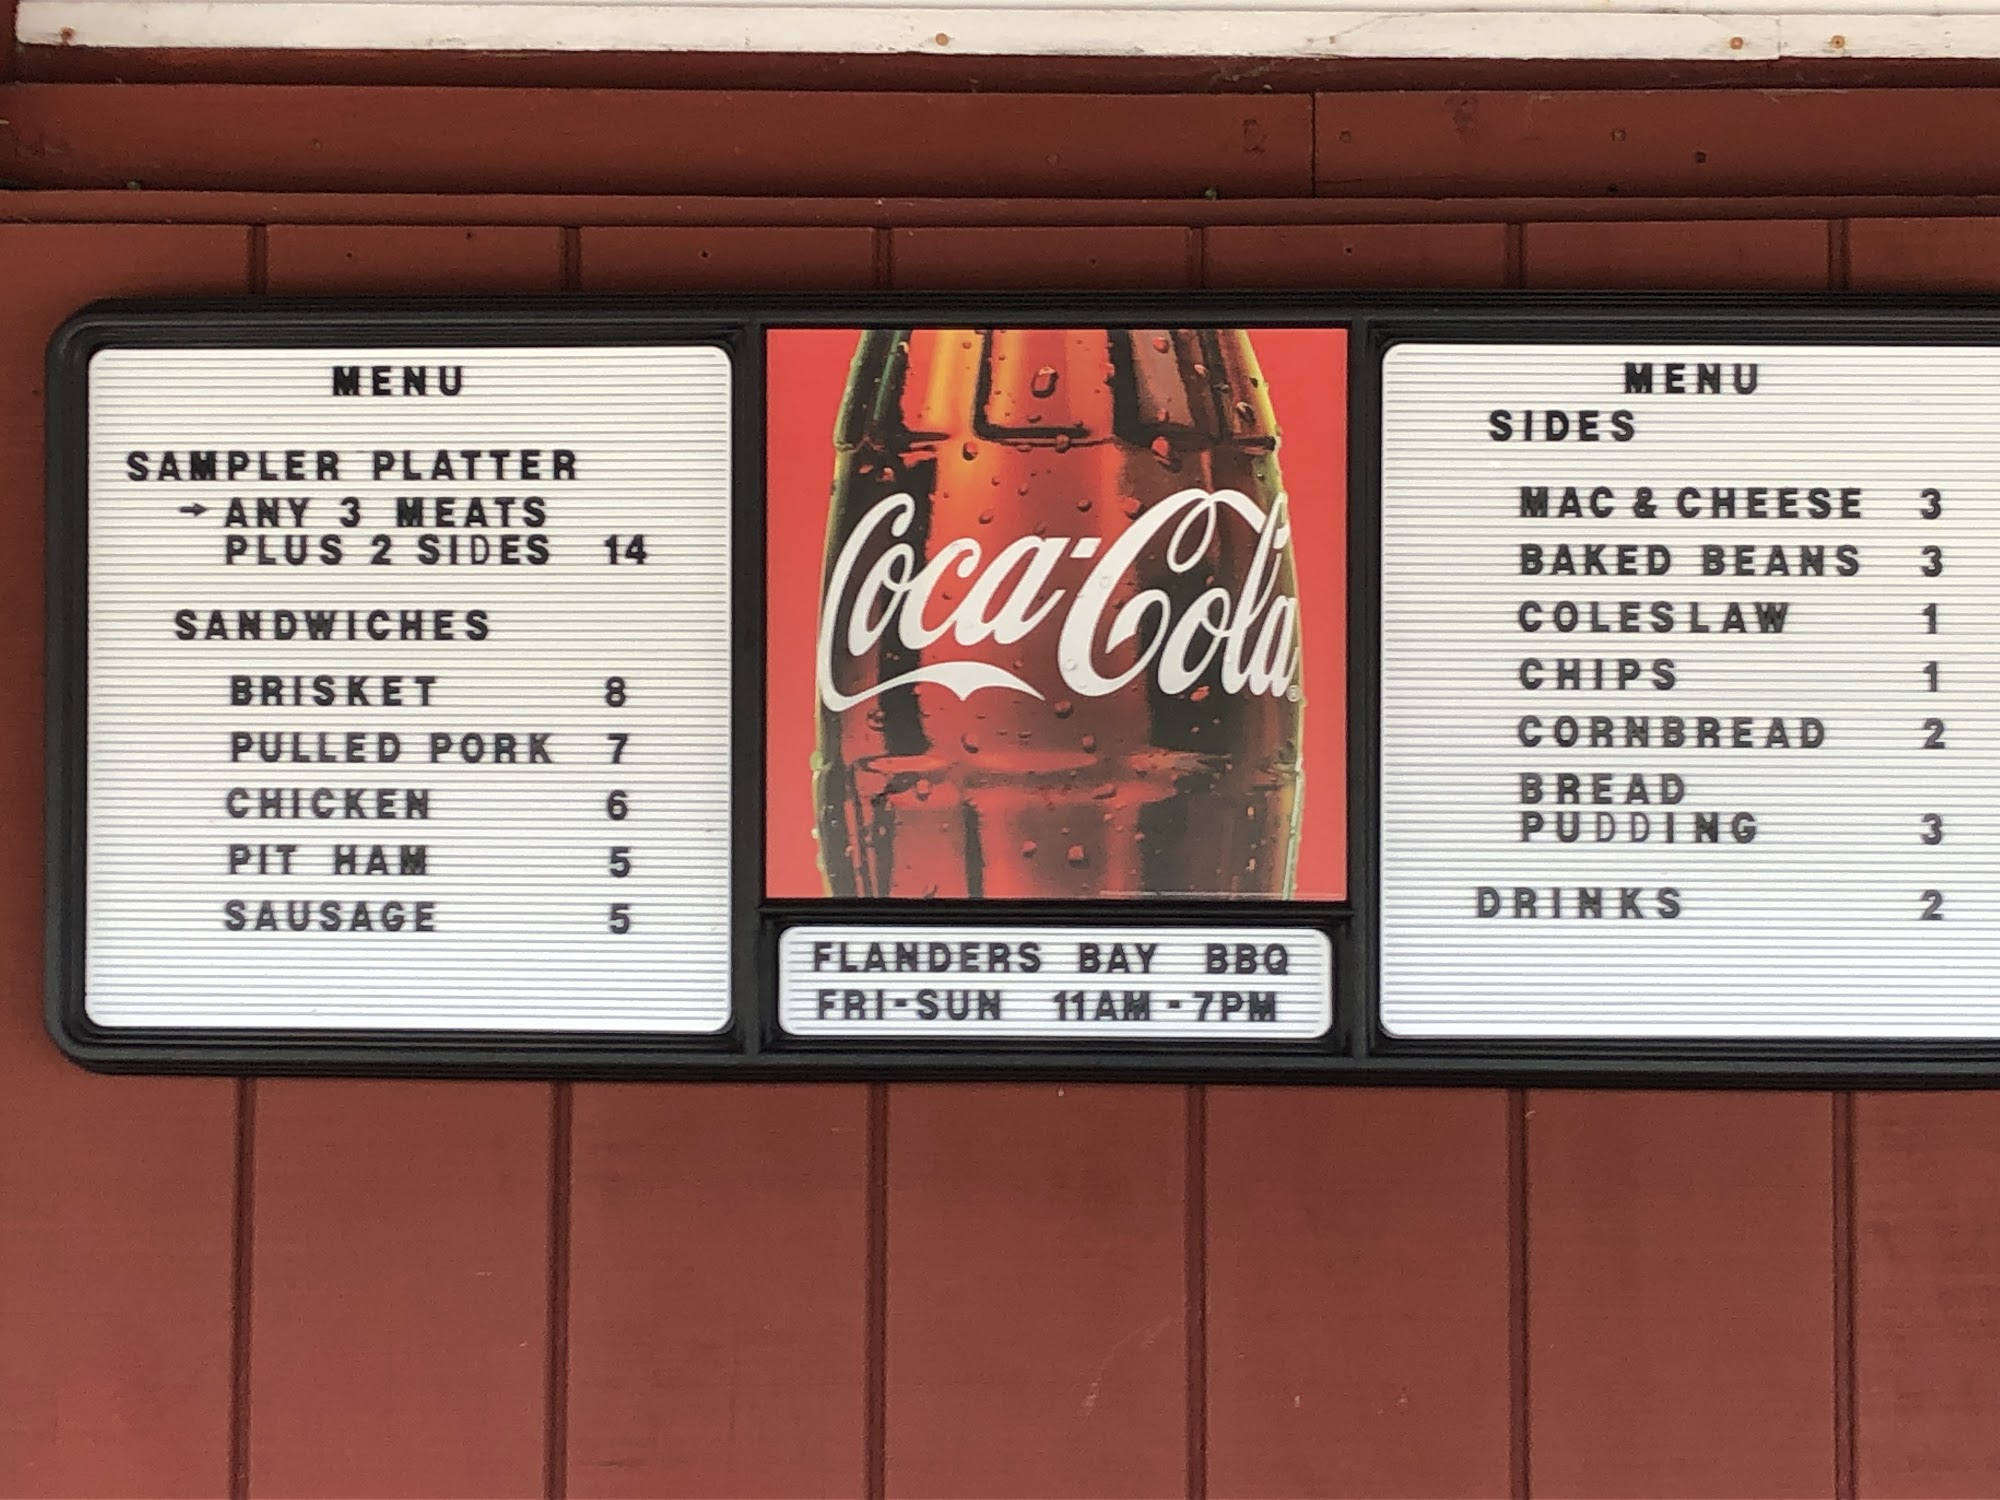 MENU
SAMPLER PLATTER
→ ANY 3 MEATS
PLUS 2 SIDES 14
SANDWICHES
BRISKET 8
PULLED PORK 7
CHICKEN 6
PIT HAM 5
SAUSAGE 5
Coca-Cola
FLANDERS BAY BBQ
FRI-SUN 11AM-7PM
MENU
SIDES
MAC & CHEESE 3
BAKED BEANS 3
COLESLAW 1
CHIPS 1
CORNBREAD 2
BREAD
PUDDING 3
DRINKS 2